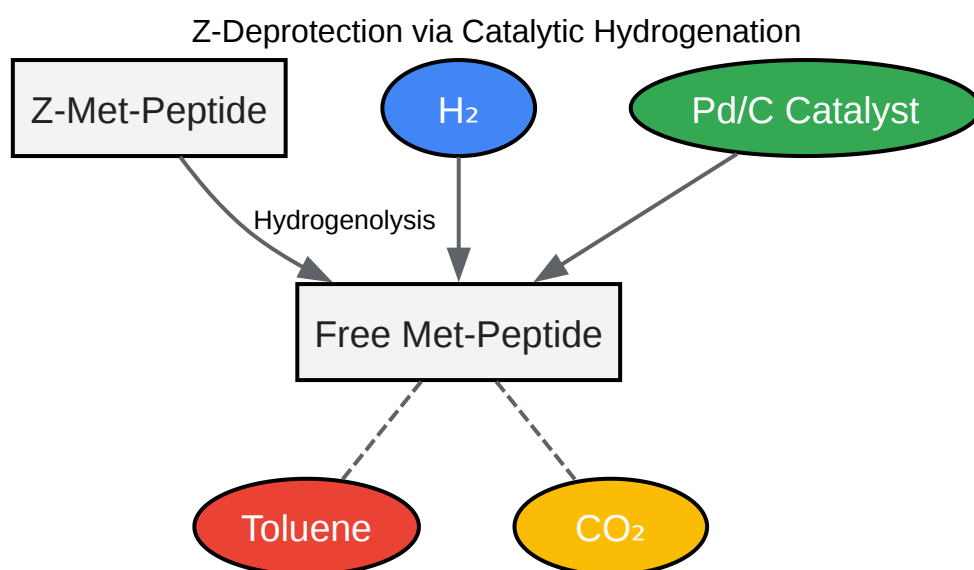 Z-Deprotection via Catalytic Hydrogenation
Z-Met-Peptide
H₂
Pd/C Catalyst
Hydrogenolysis
Free Met-Peptide
Toluene
CO₂